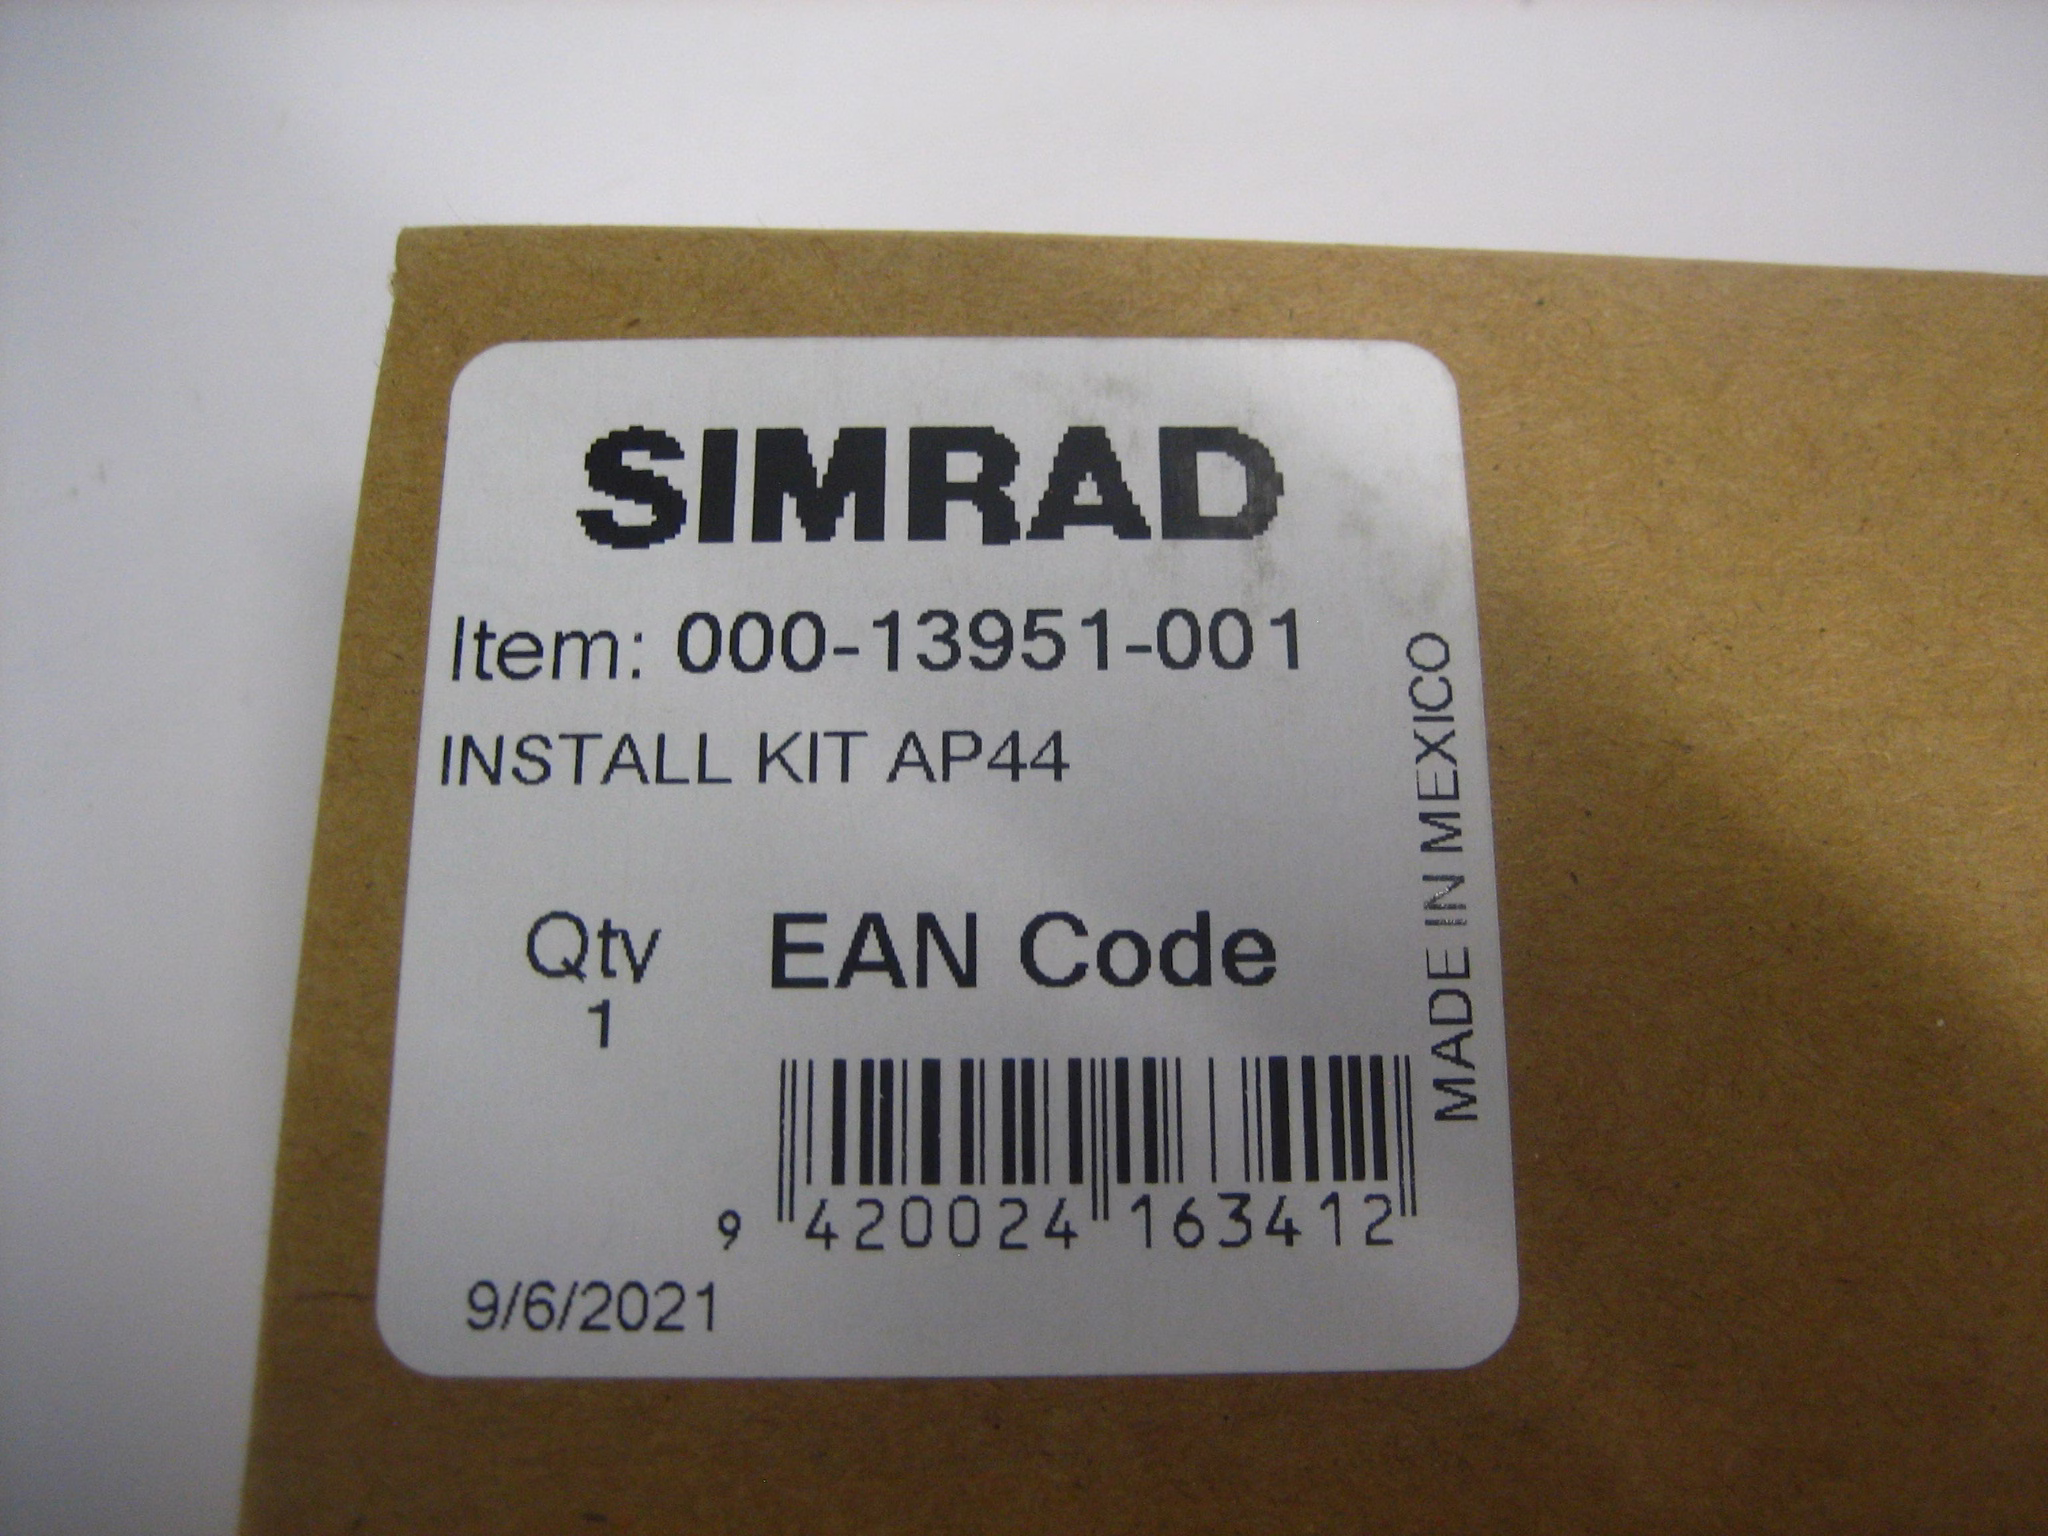 SIMRAD
Item: 000-13951-001
INSTALL KIT AP44
Qty EAN Code
1
9 420024 163412
9/6/2021
MADE IN MEXICO